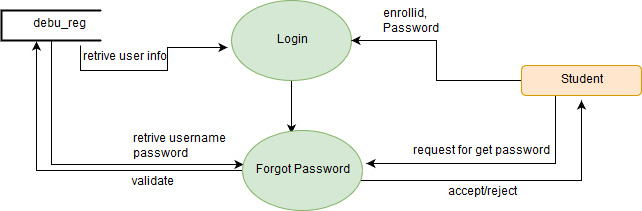 debu_reg
enrollid,
Password
Login
retrive user info
Student
retrive username
password
request for get password
Forgot Password
validate
accept/reject